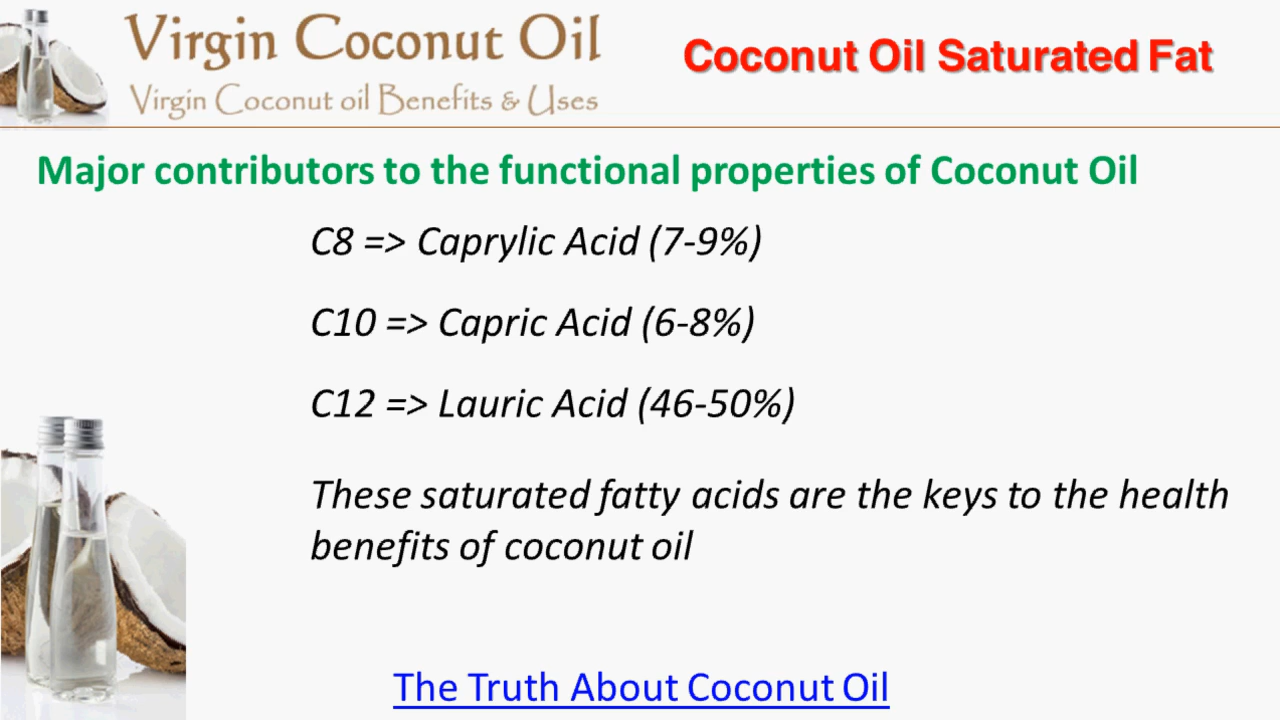 Virgin Coconut Oil
Virgin Coconut oil Benefits & Uses
Coconut Oil Saturated Fat
Major contributors to the functional properties of Coconut Oil
C8 => Caprylic Acid (7-9%)
C10 => Capric Acid (6-8%)
C12 => Lauric Acid (46-50%)
These saturated fatty acids are the keys to the health
benefits of coconut oil
The Truth About Coconut Oil